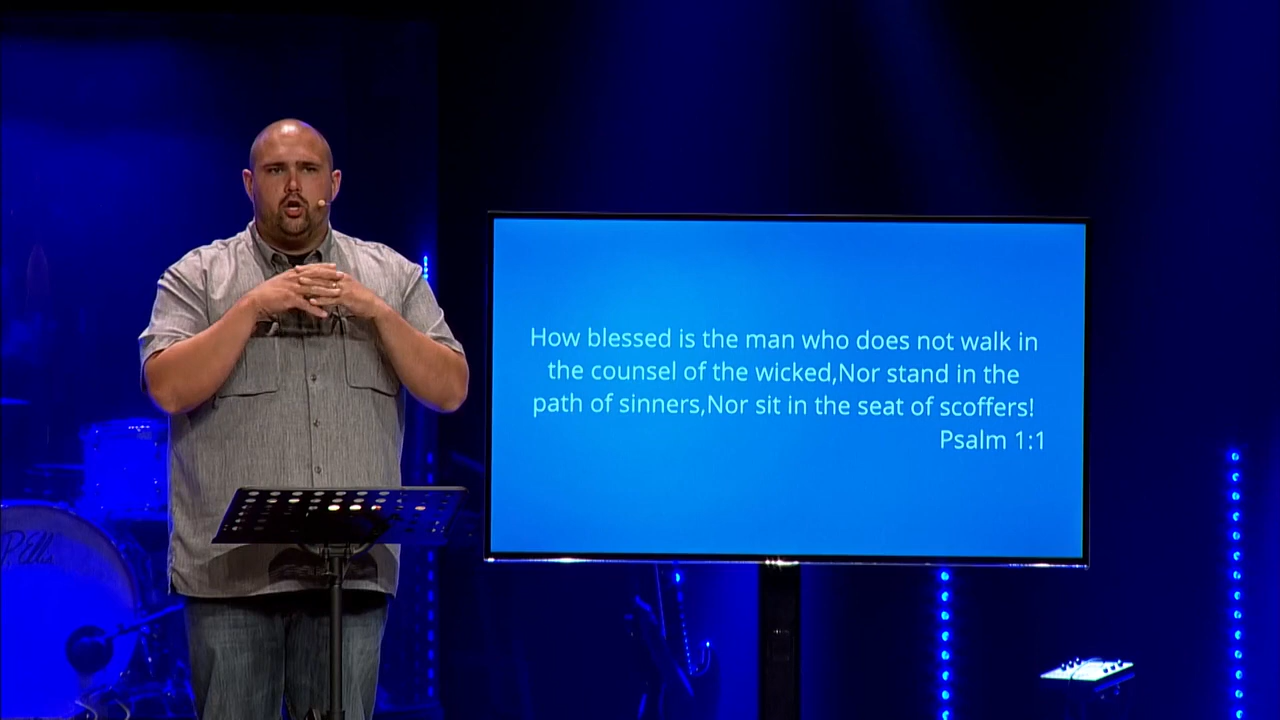 How blessed is the man who does not walk in
the counsel of the wicked,Nor stand in the
path of sinners,Nor sit in the seat of scoffers!
Psalm 1:1
P. Ellis